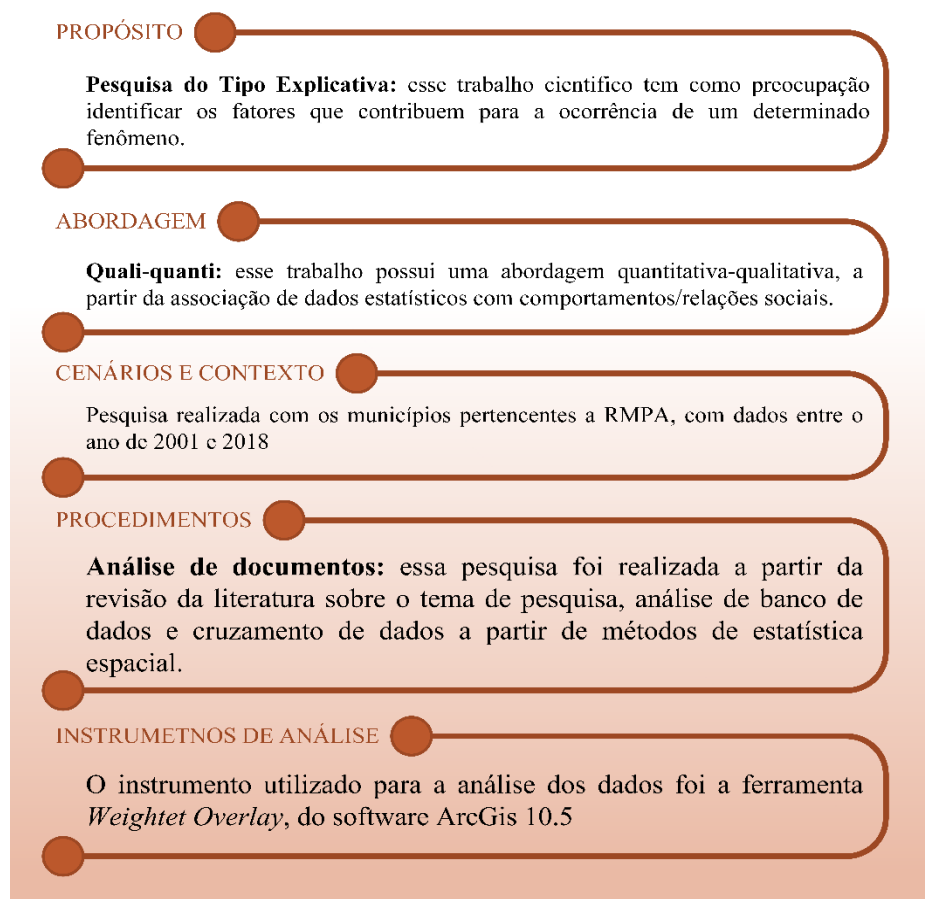 PROPÓSITO
Pesquisa do Tipo Explicativa: esse trabalho cientifico tem como preocupação
identificar os fatores que contribuem para a ocorrência de um determinado
fenômeno.
ABORDAGEM
Quali-quanti: esse trabalho possui uma abordagem quantitativa-qualitativa, a
partir da associação de dados estatísticos com comportamentos/relações sociais.
CENÁRIOS E CONTEXTO
Pesquisa realizada com os municípios pertencentes a RMPA, com dados entre o
ano de 2001 e 2018
PROCEDIMENTOS
Análise de documentos: essa pesquisa foi realizada a partir da
revisão da literatura sobre o tema de pesquisa, análise de banco de
dados e cruzamento de dados a partir de métodos de estatística
espacial.
INSTRUMETNOS DE ANÁLISE
O instrumento utilizado para a análise dos dados foi a ferramenta
Weightet Overlay, do software ArcGis 10.5